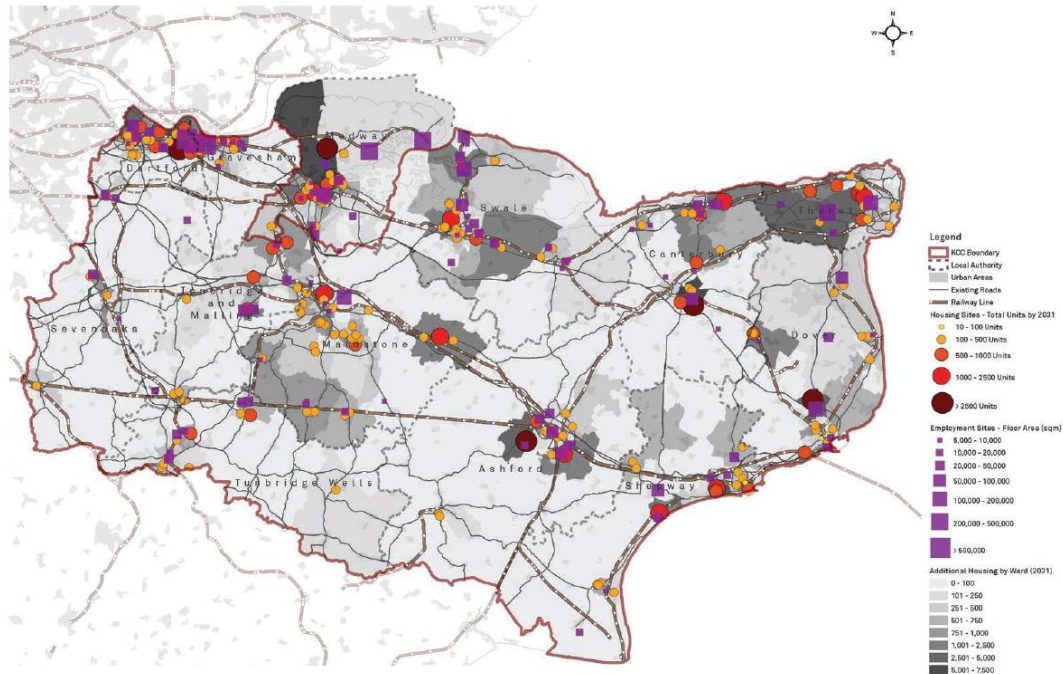 N
W E
S
Medway
Gravesham
Dartford
Swale
Thanet
Canterbury
Tonbridge
and
Malling
Sevenoaks
Maidstone
Dover
Ashford
Shepway
Tunbridge Wells
Legend
KCC Boundary
Local Authority
Urban Areas
Existing Roads
Railway Line
Housing Sites - Total Units by 2031
10 - 100 Units
100 - 500 Units
500 - 1000 Units
1000 - 2500 Units
> 2500 Units
Employment Sites - Floor Area (sqm)
5,000 - 10,000
10,000 - 20,000
20,000 - 50,000
50,000 - 100,000
100,000 - 200,000
200,000 - 500,000
> 500,000
Additional Housing by Ward (2031)
0 - 100
101 - 250
251 - 500
501 - 750
751 - 1,000
1,001 - 2,500
2,501 - 5,000
5,001 - 7,500